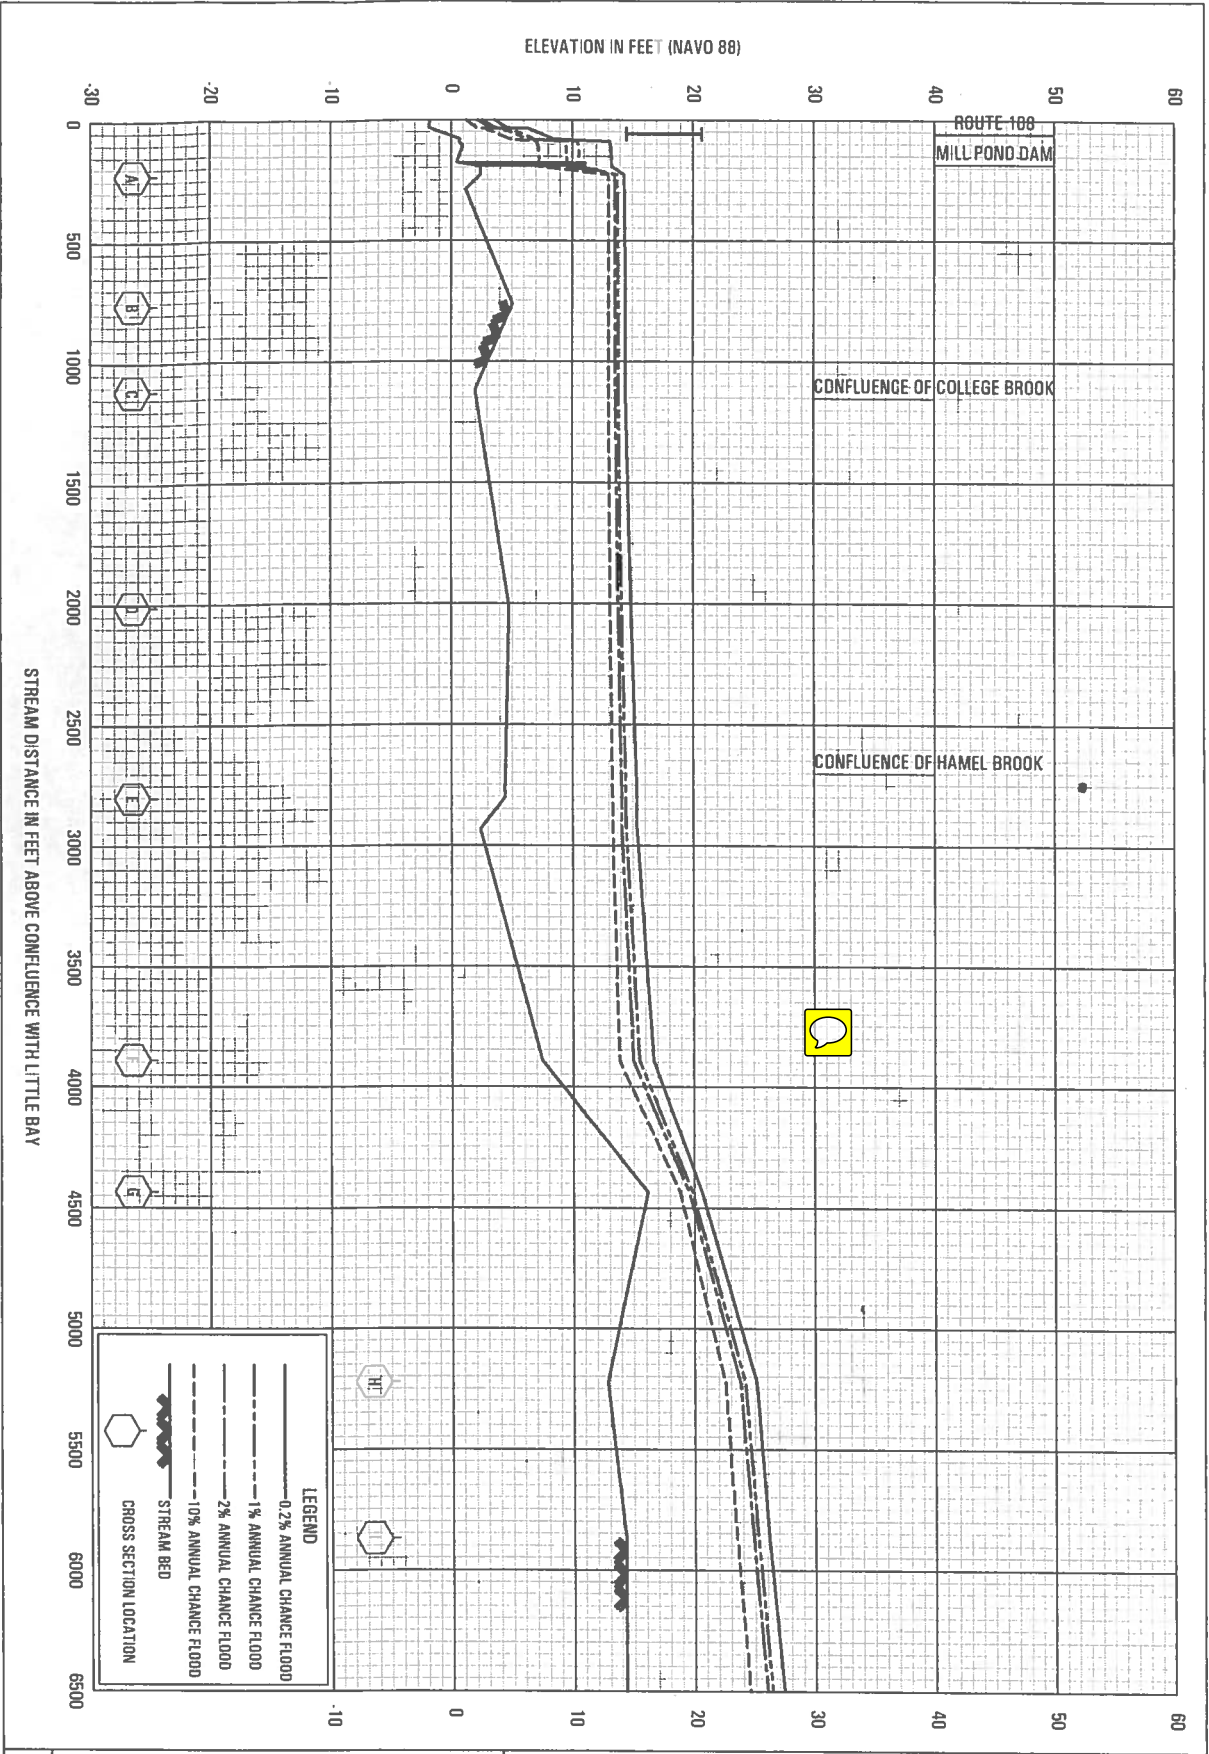 ELEVATION IN FEET (NAVO 88)
60
50
40
30
20
10
0
-10
-20
-30
ROUTE 108
MILL POND DAM
CONFLUENCE OF COLLEGE BROOK
CONFLUENCE OF HAMEL BROOK
0
500
1000
1500
2000
2500
3000
3500
4000
4500
5000
5500
6000
6500
A
B
C
D
E
F
G
H
I
STREAM DISTANCE IN FEET ABOVE CONFLUENCE WITH LITTLE BAY
60
50
40
30
20
10
0
10
LEGEND
0.2% ANNUAL CHANCE FLOOD
1% ANNUAL CHANCE FLOOD
2% ANNUAL CHANCE FLOOD
10% ANNUAL CHANCE FLOOD
STREAM BED
CROSS SECTION LOCATION